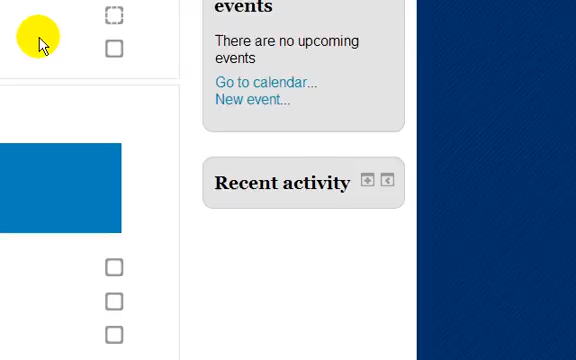 events
There are no upcoming
events
Go to calendar...
New event...
Recent activity